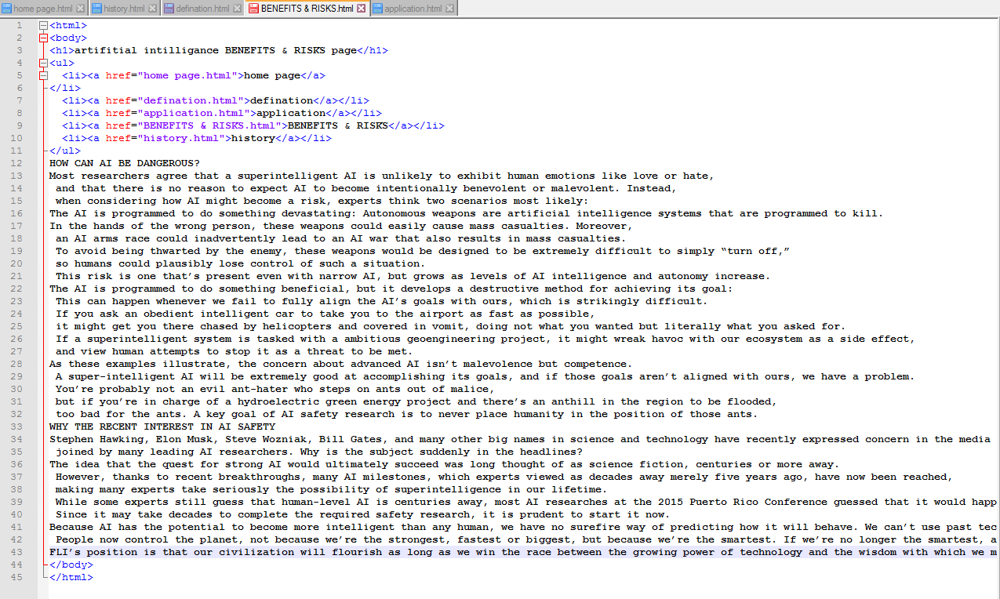 home page.html history.html defination.html BENEFITS & RISKS.html application.html
1 <html>
2 <body>
3 <h1>artifitial intilligance BENEFITS & RISKS page</h1>
4 <ul>
5 <li><a href="home page.html">home page</a>
6 </li>
7 <li><a href="defination.html">defination</a></li>
8 <li><a href="application.html">application</a></li>
9 <li><a href="BENEFITS & RISKS.html">BENEFITS & RISKS</a></li>
10 <li><a href="history.html">history</a></li>
11 </ul>
12 HOW CAN AI BE DANGEROUS?
13 Most researchers agree that a superintelligent AI is unlikely to exhibit human emotions like love or hate,
14 and that there is no reason to expect AI to become intentionally benevolent or malevolent. Instead,
15 when considering how AI might become a risk, experts think two scenarios most likely:
16 The AI is programmed to do something devastating: Autonomous weapons are artificial intelligence systems that are programmed to kill.
17 In the hands of the wrong person, these weapons could easily cause mass casualties. Moreover,
18 an AI arms race could inadvertently lead to an AI war that also results in mass casualties.
19 To avoid being thwarted by the enemy, these weapons would be designed to be extremely difficult to simply “turn off,”
20 so humans could plausibly lose control of such a situation.
21 This risk is one that’s present even with narrow AI, but grows as levels of AI intelligence and autonomy increase.
22 The AI is programmed to do something beneficial, but it develops a destructive method for achieving its goal:
23 This can happen whenever we fail to fully align the AI’s goals with ours, which is strikingly difficult.
24 If you ask an obedient intelligent car to take you to the airport as fast as possible,
25 it might get you there chased by helicopters and covered in vomit, doing not what you wanted but literally what you asked for.
26 If a superintelligent system is tasked with a ambitious geoengineering project, it might wreak havoc with our ecosystem as a side effect,
27 and view human attempts to stop it as a threat to be met.
28 As these examples illustrate, the concern about advanced AI isn’t malevolence but competence.
29 A super-intelligent AI will be extremely good at accomplishing its goals, and if those goals aren’t aligned with ours, we have a problem.
30 You’re probably not an evil ant-hater who steps on ants out of malice,
31 but if you’re in charge of a hydroelectric green energy project and there’s an anthill in the region to be flooded,
32 too bad for the ants. A key goal of AI safety research is to never place humanity in the position of those ants.
33 WHY THE RECENT INTEREST IN AI SAFETY
34 Stephen Hawking, Elon Musk, Steve Wozniak, Bill Gates, and many other big names in science and technology have recently expressed concern in the media
35 joined by many leading AI researchers. Why is the subject suddenly in the headlines?
36 The idea that the quest for strong AI would ultimately succeed was long thought of as science fiction, centuries or more away.
37 However, thanks to recent breakthroughs, many AI milestones, which experts viewed as decades away merely five years ago, have now been reached,
38 making many experts take seriously the possibility of superintelligence in our lifetime.
39 While some experts still guess that human-level AI is centuries away, most AI researches at the 2015 Puerto Rico Conference guessed that it would happ
40 Since it may take decades to complete the required safety research, it is prudent to start it now.
41 Because AI has the potential to become more intelligent than any human, we have no surefire way of predicting how it will behave. We can’t use past tec
42 People now control the planet, not because we’re the strongest, fastest or biggest, but because we’re the smartest. If we’re no longer the smartest, a
43 FLI’s position is that our civilization will flourish as long as we win the race between the growing power of technology and the wisdom with which we m
44 </body>
45 </html>